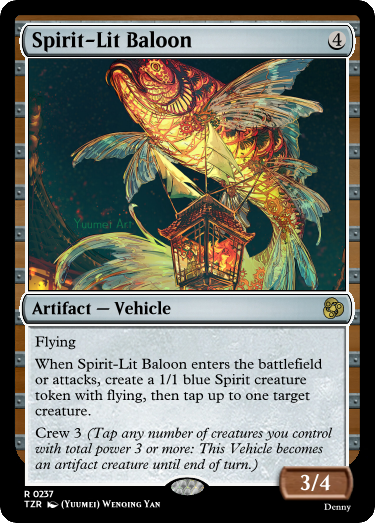 Spirit-Lit Baloon
4
Yuumei Art
Artifact — Vehicle
Flying
When Spirit-Lit Baloon enters the battlefield
or attacks, create a 1/1 blue Spirit creature
token with flying, then tap up to one target
creature.
Crew 3 (Tap any number of creatures you control
with total power 3 or more: This Vehicle becomes
an artifact creature until end of turn.)
3/4
R 0237
TZR (Yuumei) Wenqing Yan
Denny